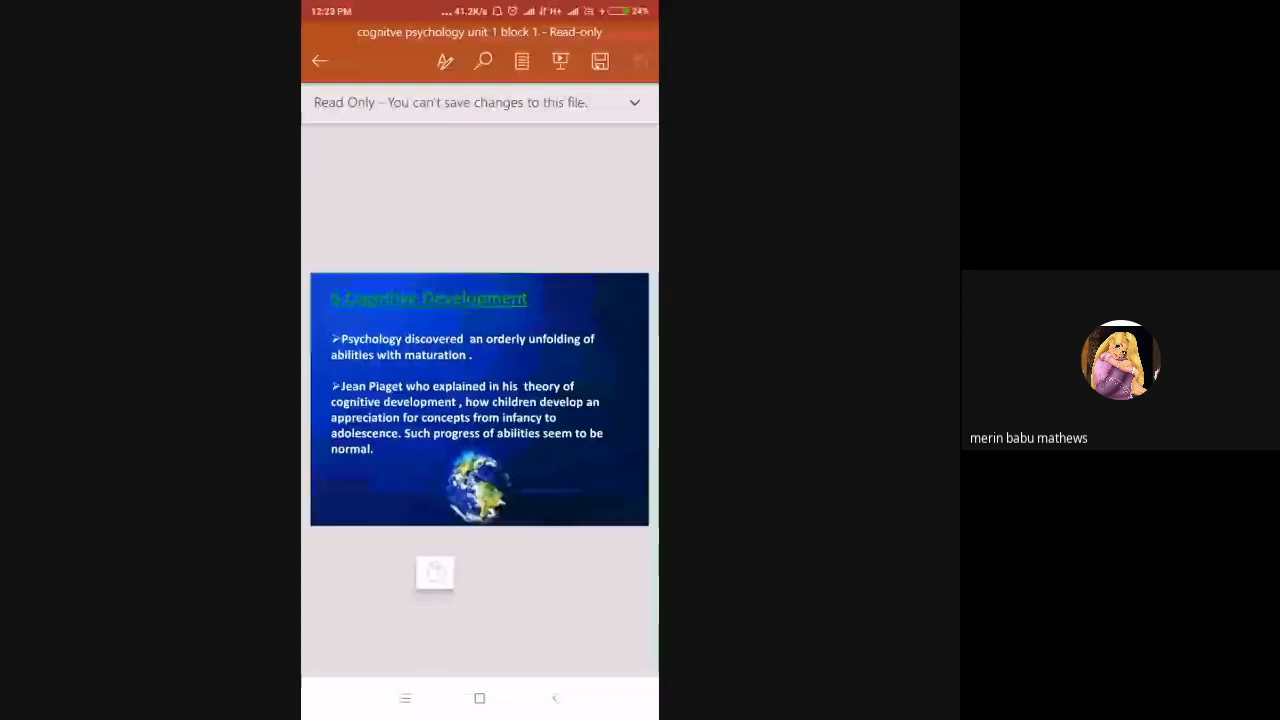 12:23 PM
... 41.2K/s
H+
24%
cognitve psychology unit 1 block 1 - Read-only
Read Only - You can't save changes to this file.
6.Cognitive Development
➢Psychology discovered an orderly unfolding of
abilities with maturation .
➢Jean Piaget who explained in his theory of
cognitive development , how children develop an
appreciation for concepts from infancy to
adolescence. Such progress of abilities seem to be
normal.
merin babu mathews